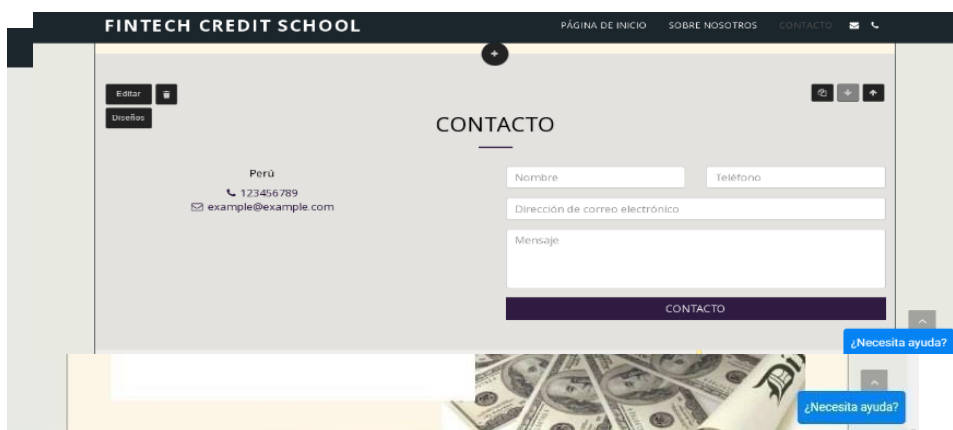 FINTECH CREDIT SCHOOL
PÁGINA DE INICIO SOBRE NOSOTROS CONTACTO
Editar
Diseños
CONTACTO
Perú
123456789
example@example.com
Nombre Teléfono
Dirección de correo electrónico
Mensaje
CONTACTO
¿Necesita ayuda?
¿Necesita ayuda?